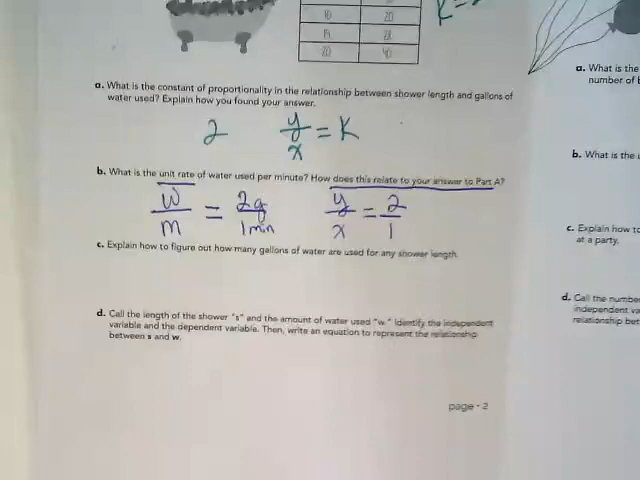 K=
10 20
20 40
a. What is the constant of proportionality in the relationship between shower length and gallons of
water used? Explain how you found your answer.
2 y/x = K
b. What is the unit rate of water used per minute? How does this relate to your answer to Part A?
w/m = 2g/1min y/x = 2/1
c. Explain how to figure out how many gallons of water are used for any shower length.
d. Call the length of the shower "s" and the amount of water used "w." Identify the independent
variable and the dependent variable. Then, write an equation to represent the relationship
between s and w.
page - 2
a. What is the
number of
b. What is the
c. Explain how to
at a party.
d. Call the number
independent
relationship